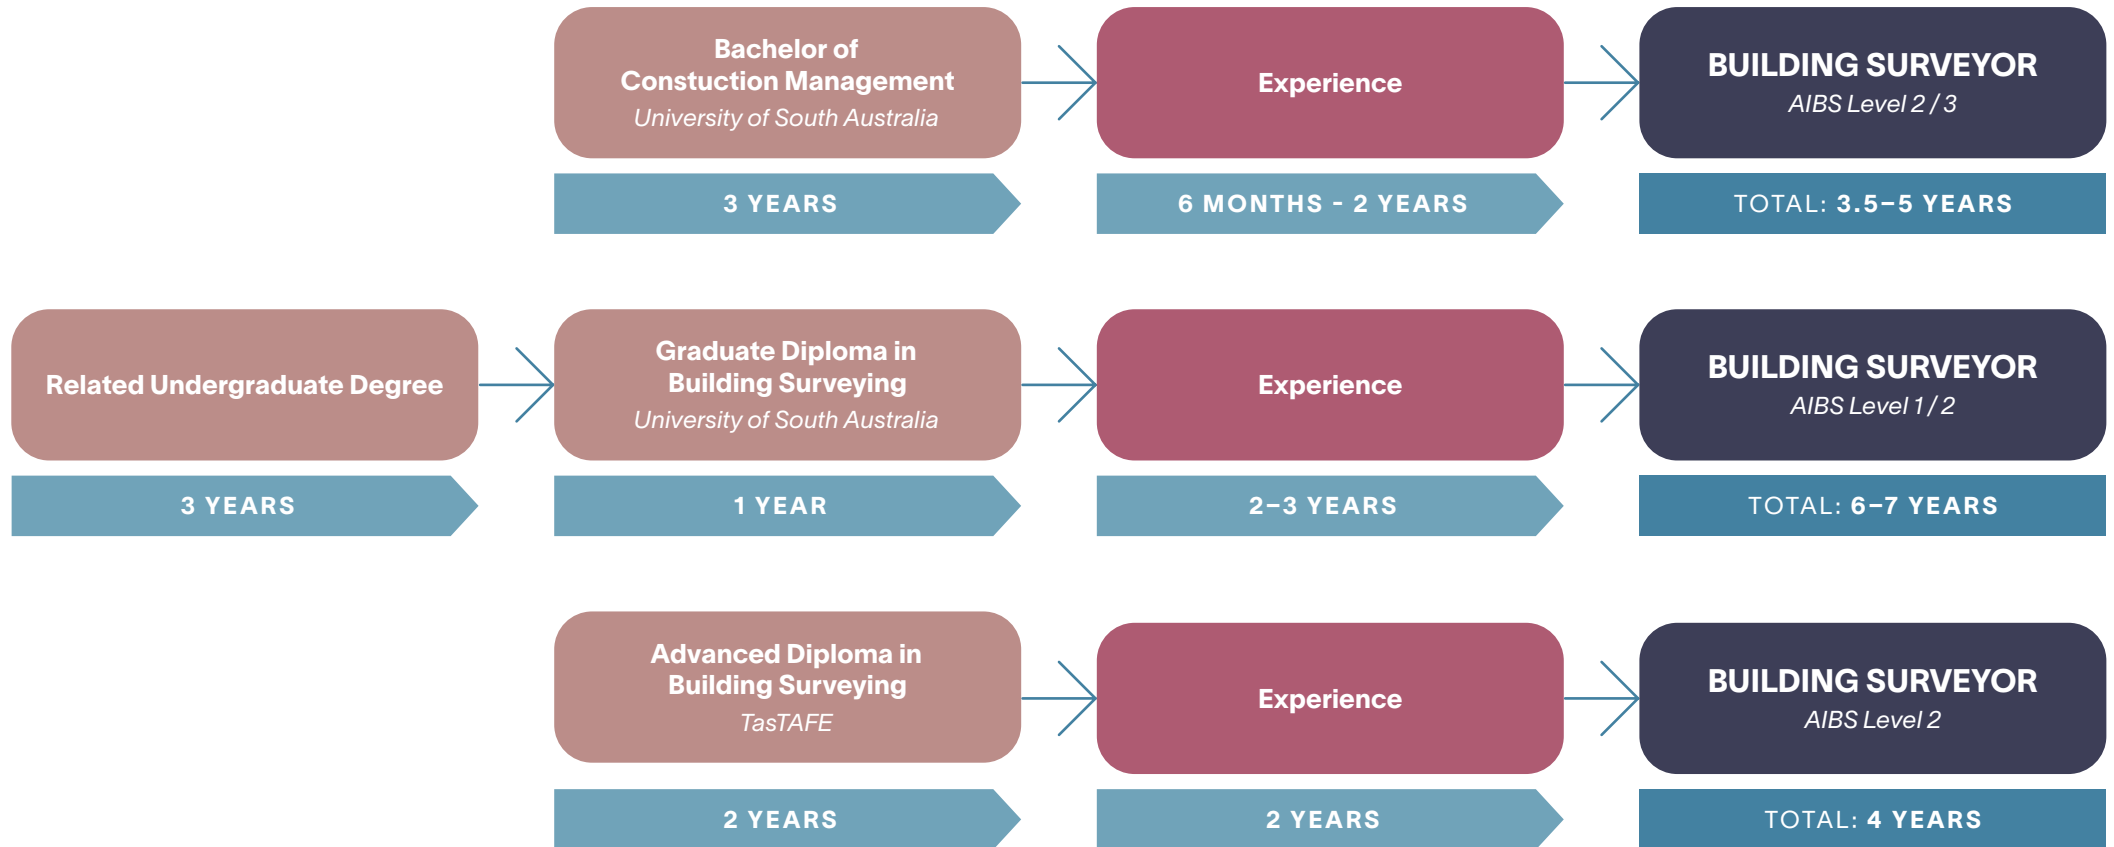 Bachelor of
Constuction Management
University of South Australia
Experience
BUILDING SURVEYOR
AIBS Level 2 / 3
3 YEARS
6 MONTHS - 2 YEARS
TOTAL: 3.5–5 YEARS
Related Undergraduate Degree
Graduate Diploma in
Building Surveying
University of South Australia
Experience
BUILDING SURVEYOR
AIBS Level 1 / 2
3 YEARS
1 YEAR
2–3 YEARS
TOTAL: 6–7 YEARS
Advanced Diploma in
Building Surveying
TasTAFE
Experience
BUILDING SURVEYOR
AIBS Level 2
2 YEARS
2 YEARS
TOTAL: 4 YEARS